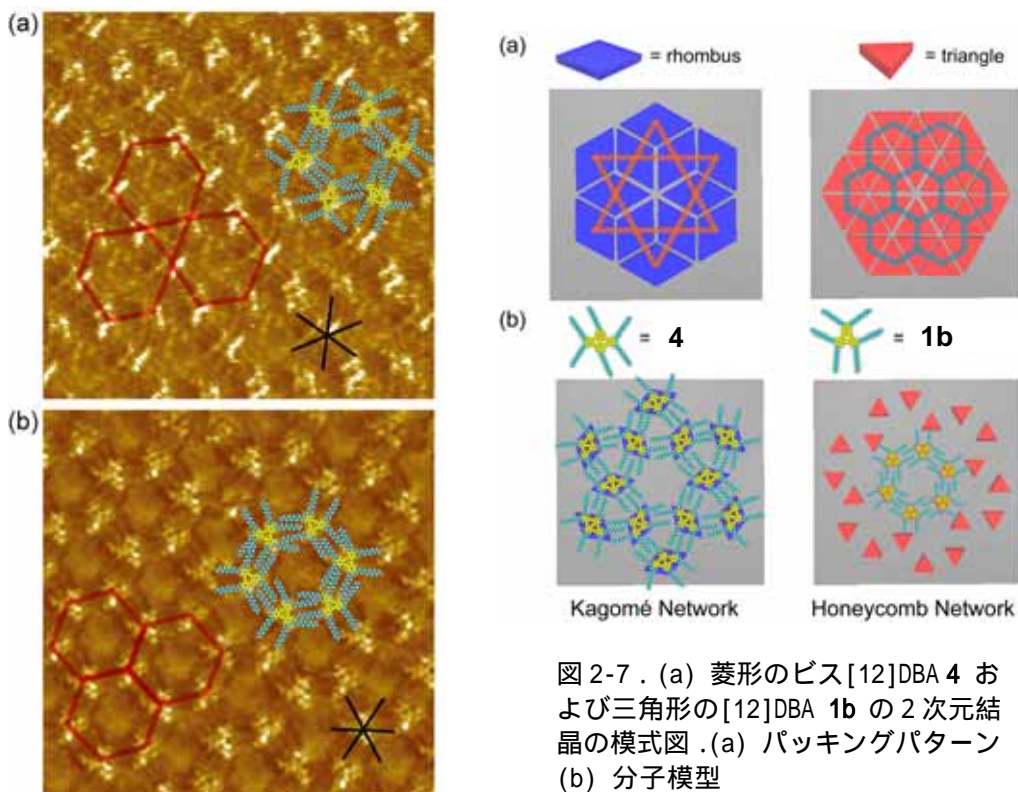 (a)
(b)
(a)
= rhombus
= triangle
(b)
= 4
= 1b
Kagomé Network
Honeycomb Network
図 2-7 . (a) 菱形のビス[12]DBA 4 お
よび三角形の[12]DBA 1b の 2 次元結
晶の模式図 .(a) パッキングパターン
(b) 分子模型